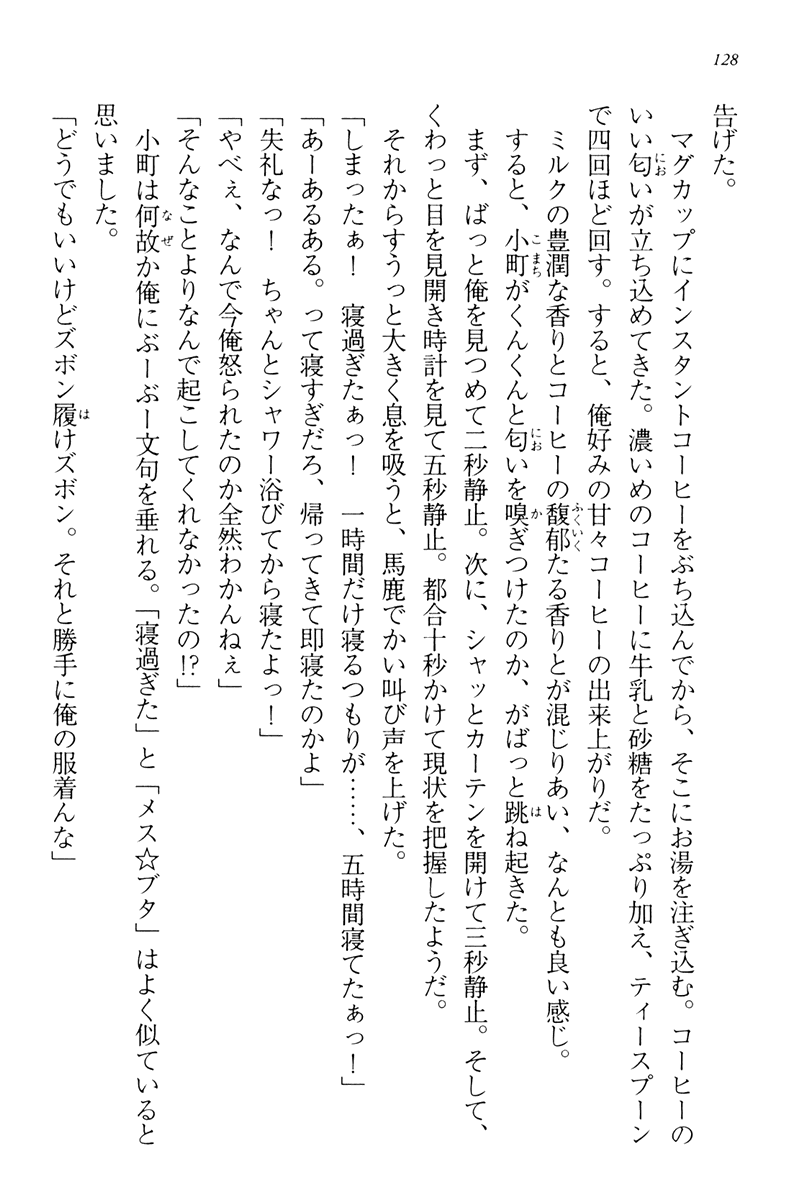 128
告げた。
　マグカップにインスタントコーヒーをぶち込んでから、そこにお湯を注ぎ込む。コーヒーの
いい匂いが立ち込めてきた。濃いめのコーヒーに牛乳と砂糖をたっぷり加え、ティースプーン
で四回ほど回す。すると、俺好みの甘々コーヒーの出来上がりだ。
　ミルクの豊潤な香りとコーヒーの馥郁たる香りとが混じりあい、なんとも良い感じ。
すると、小町がくんくんと匂いを嗅ぎつけたのか、がばっと跳ね起きた。
　まず、ばっと俺を見つめて二秒静止。次に、シャッとカーテンを開けて三秒静止。そして、
くわっと目を見開き時計を見て五秒静止。都合十秒かけて現状を把握したようだ。
　それからすうっと大きく息を吸うと、馬鹿でかい叫び声を上げた。
「しまったぁ！　寝過ぎたぁっ！　一時間だけ寝るつもりが……、五時間寝てたぁっ！」
「あーあるある。って寝すぎだろ、帰ってきて即寝たのかよ」
「失礼なっ！　ちゃんとシャワー浴びてから寝たよっ！」
「やべぇ、なんで今俺怒られたのか全然わかんねぇ」
「そんなことよりなんで起こしてくれなかったの!?」
　小町は何故か俺にぶーぶー文句を垂れる。「寝過ぎた」と「メス☆ブタ」はよく似ていると
思いました。
「どうでもいいけどズボン履けズボン。それと勝手に俺の服着んな」